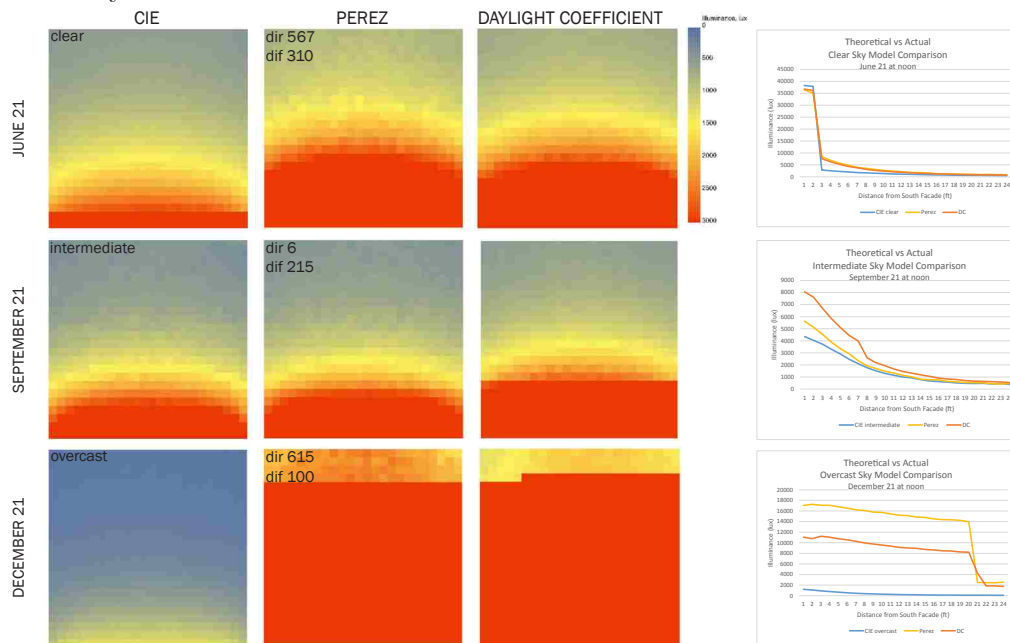 CIE
PEREZ
DAYLIGHT COEFFICIENT
JUNE 21
clear
dir 567
dif 310
Illuminance, Lux
0
500
1000
1500
2000
2500
3000
Theoretical vs Actual
Clear Sky Model Comparison
June 21 at noon
Illuminance (lux)
45000
40000
35000
30000
25000
20000
15000
10000
5000
0
1 2 3 4 5 6 7 8 9 10 11 12 13 14 15 16 17 18 19 20 21 22 23 24
Distance from South Facade (ft)
CIE clear Perez DC
SEPTEMBER 21
intermediate
dir 6
dif 215
Theoretical vs Actual
Intermediate Sky Model Comparison
September 21 at noon
Illuminance (lux)
9000
8000
7000
6000
5000
4000
3000
2000
1000
0
1 2 3 4 5 6 7 8 9 10 11 12 13 14 15 16 17 18 19 20 21 22 23 24
Distance from South Facade (ft)
CIE intermediate Perez DC
DECEMBER 21
overcast
dir 615
dif 100
Theoretical vs Actual
Overcast Sky Model Comparison
December 21 at noon
Illuminance (lux)
20000
18000
16000
14000
12000
10000
8000
6000
4000
2000
0
1 2 3 4 5 6 7 8 9 10 11 12 13 14 15 16 17 18 19 20 21 22 23 24
Distance from South Facade (ft)
CIE overcast Perez DC